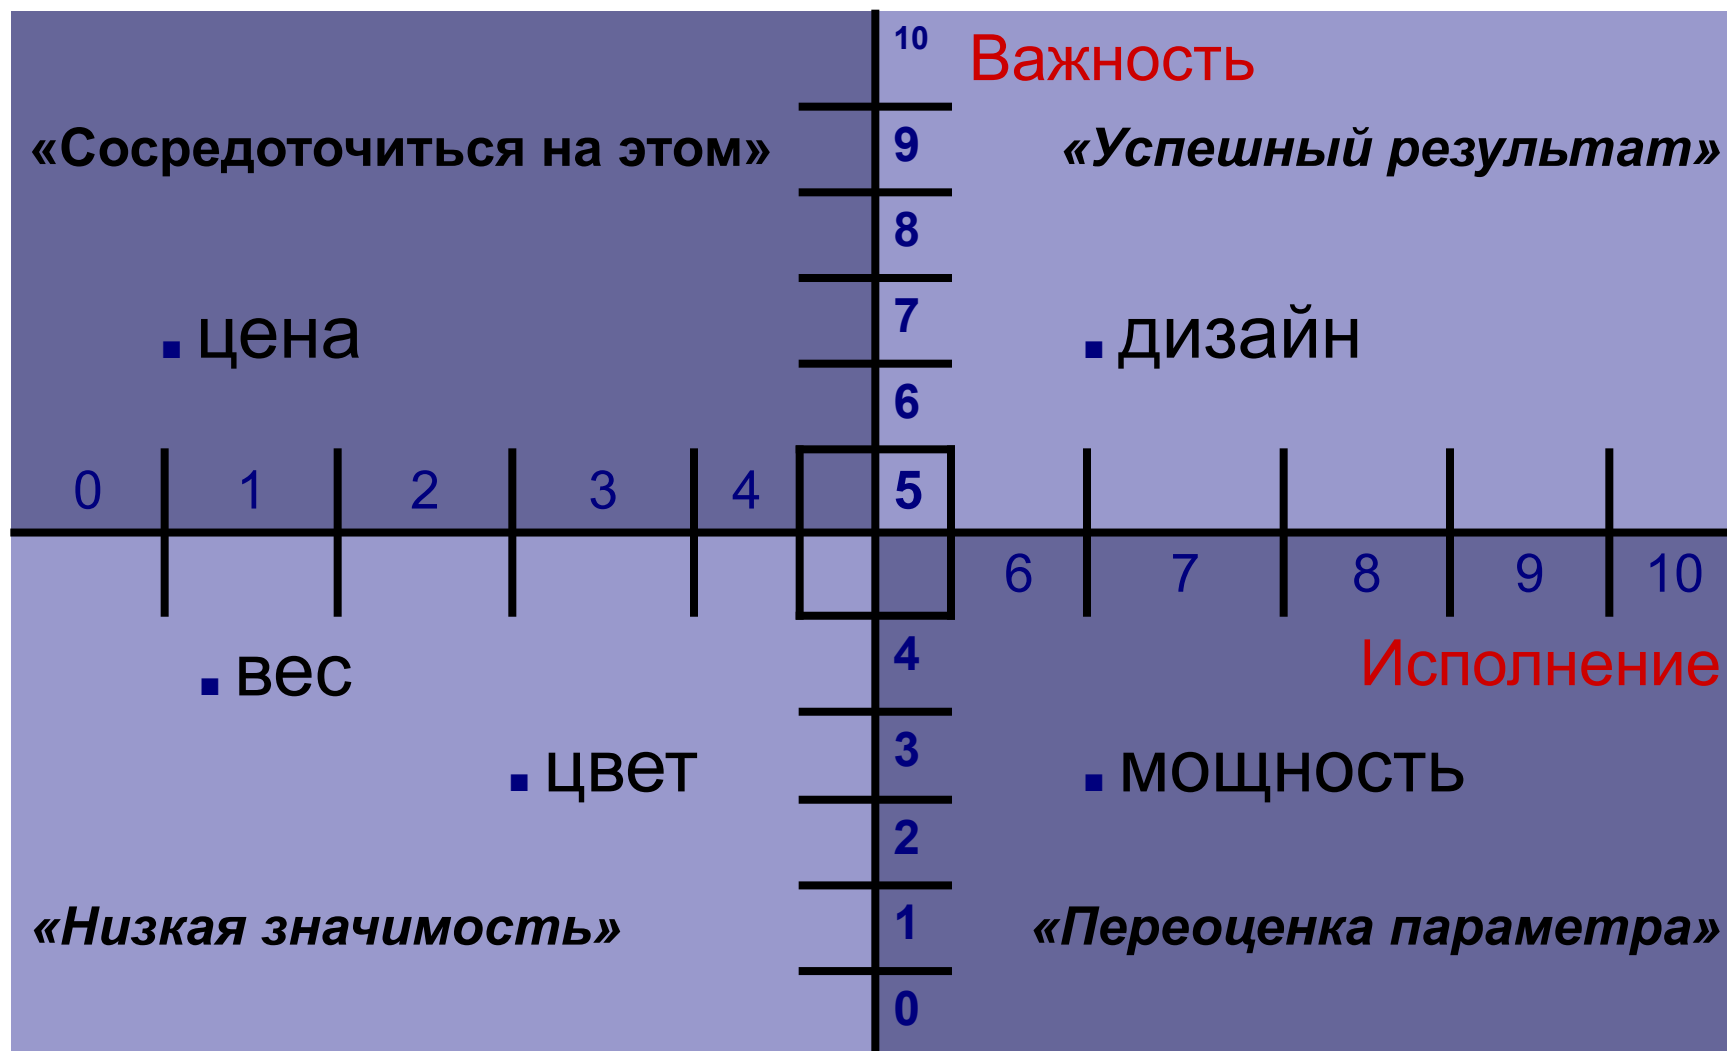 10
Важность
«Сосредоточиться на этом»
9
«Успешный результат»
8
7
цена
дизайн
6
0 1 2 3 4 5
6 7 8 9 10
4
Исполнение
вес
3
цвет
мощность
2
«Низкая значимость»
1
«Переоценка параметра»
0